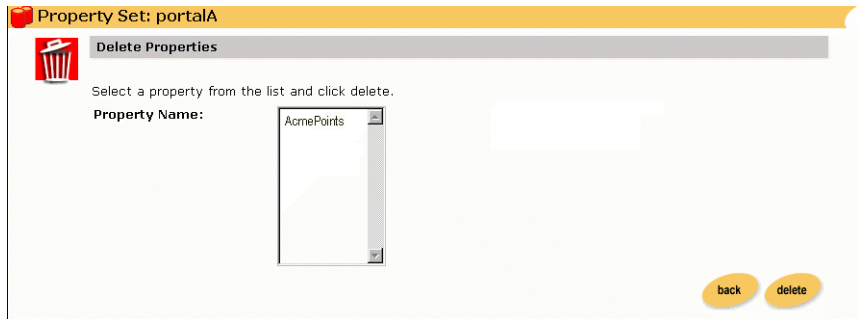 Property Set: portalA
Delete Properties
Select a property from the list and click delete.
Property Name:
AcmePoints
back
delete